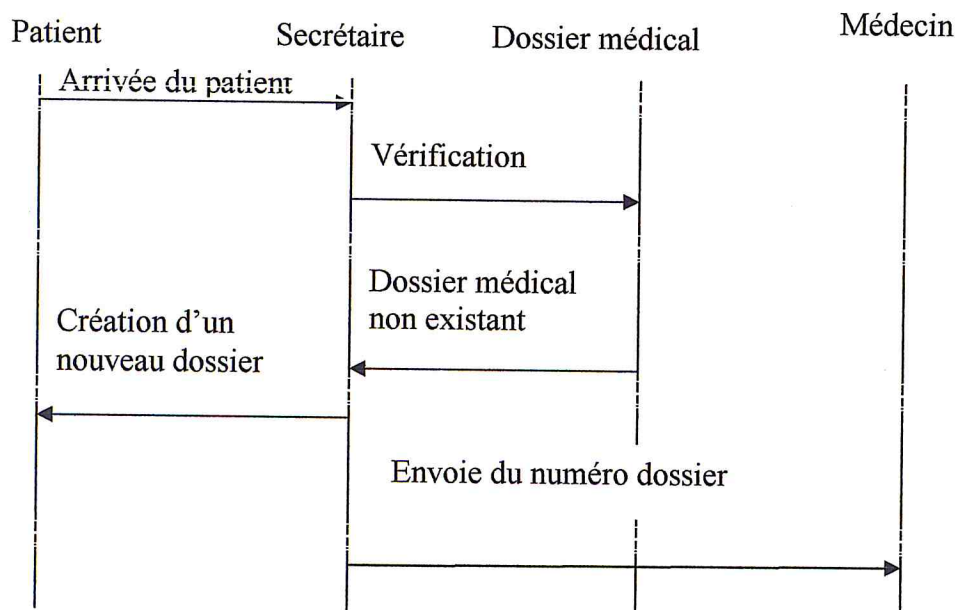 Patient
Secrétaire
Dossier médical
Médecin
Arrivée du patient
Vérification
Dossier médical
non existant
Création d'un
nouveau dossier
Envoie du numéro dossier